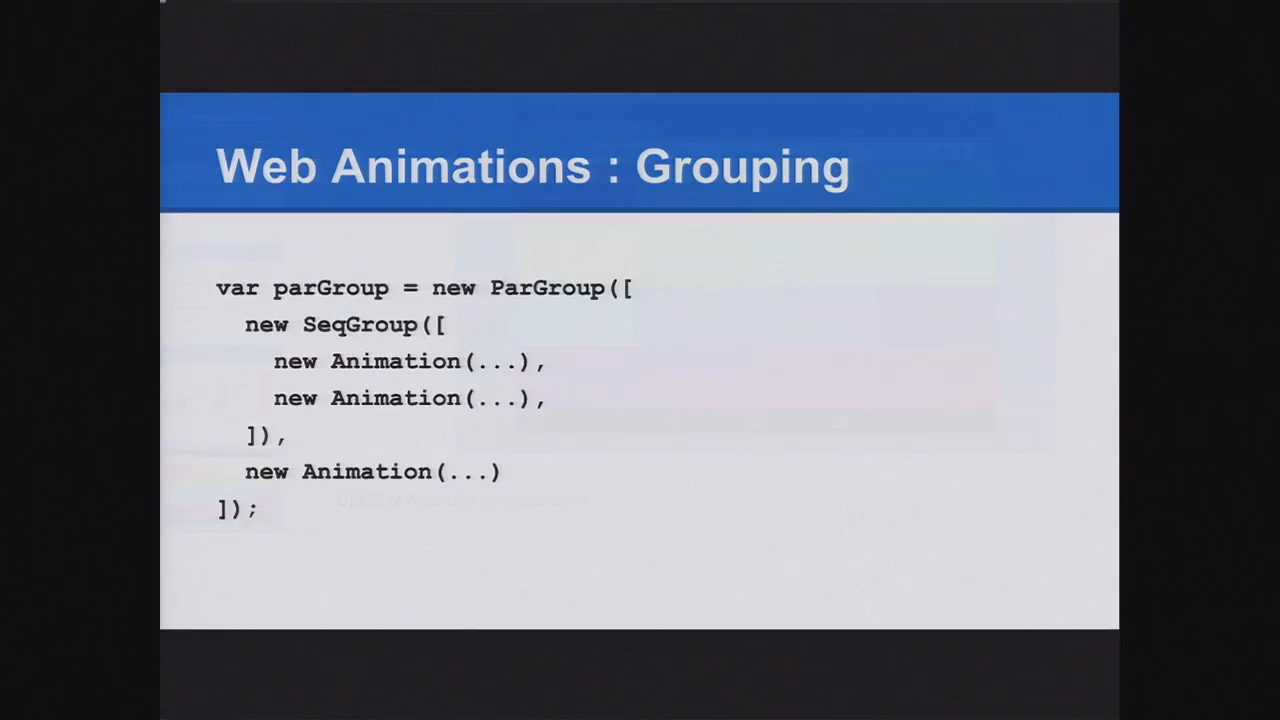 Web Animations : Grouping
var parGroup = new ParGroup([
new SeqGroup([
new Animation(...),
new Animation(...),
]),
new Animation(...)
]);